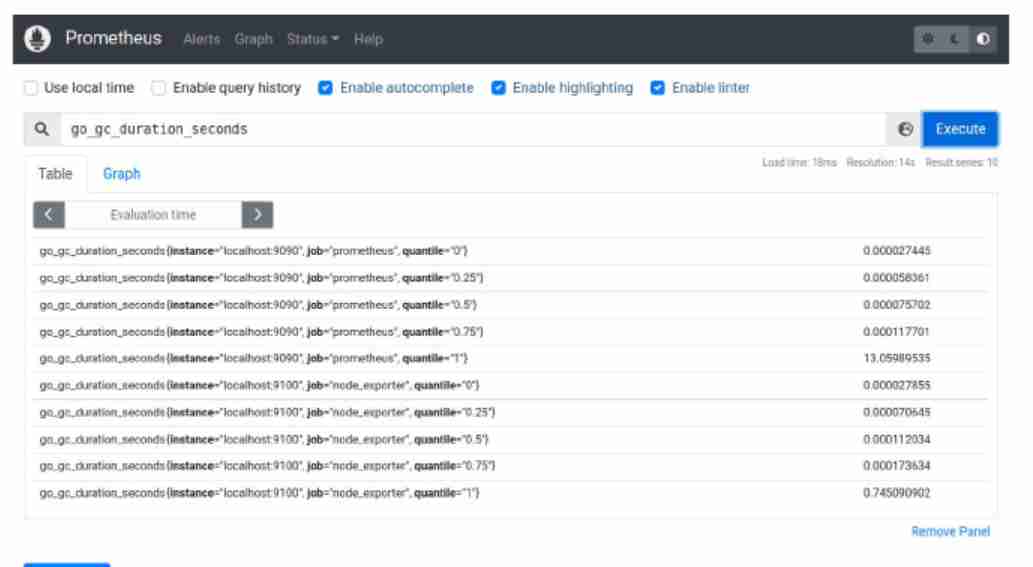 Prometheus Alerts Graph Status Help
Use local time Enable query history Enable autocomplete Enable highlighting Enable linter
go_gc_duration_seconds Execute
Load time: 18ms Resolution: 14s Result series: 10
Table Graph
Evaluation time
go_gc_duration_seconds{instance="localhost:9090", job="prometheus", quantile="0"} 0.000027445
go_gc_duration_seconds{instance="localhost:9090", job="prometheus", quantile="0.25"} 0.000058361
go_gc_duration_seconds{instance="localhost:9090", job="prometheus", quantile="0.5"} 0.000075702
go_gc_duration_seconds{instance="localhost:9090", job="prometheus", quantile="0.75"} 0.000117701
go_gc_duration_seconds{instance="localhost:9090", job="prometheus", quantile="1"} 13.05989535
go_gc_duration_seconds{instance="localhost:9100", job="node_exporter", quantile="0"} 0.000027855
go_gc_duration_seconds{instance="localhost:9100", job="node_exporter", quantile="0.25"} 0.000070645
go_gc_duration_seconds{instance="localhost:9100", job="node_exporter", quantile="0.5"} 0.000112034
go_gc_duration_seconds{instance="localhost:9100", job="node_exporter", quantile="0.75"} 0.000173634
go_gc_duration_seconds{instance="localhost:9100", job="node_exporter", quantile="1"} 0.745090902
Remove Panel